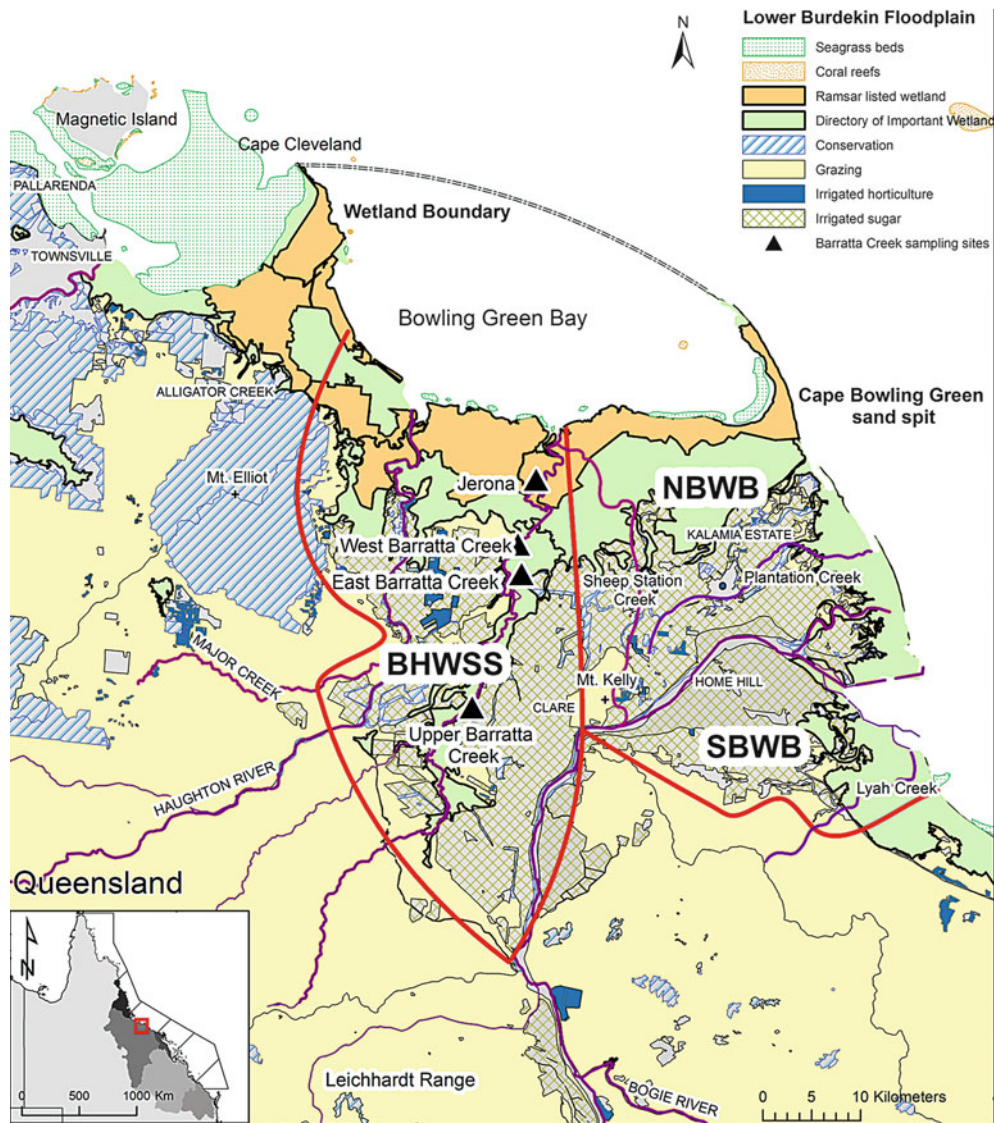 Lower Burdekin Floodplain
Seagrass beds
Coral reefs
Ramsar listed wetland
Directory of Important Wetland
Conservation
Grazing
Irrigated horticulture
Irrigated sugar
Barratta Creek sampling sites
N
Magnetic Island
Cape Cleveland
PALLARENDA
Wetland Boundary
TOWNSVILLE
Bowling Green Bay
ALLIGATOR CREEK
Cape Bowling Green
sand spit
Mt. Elliot
Jerona
NBWB
West Barratta Creek
KALAMIA ESTATE
East Barratta Creek
Sheep Station
Creek
Plantation Creek
MAJOR CREEK
BHWSS
Mt. Kelly
HOME HILL
CLARE
Upper Barratta
Creek
SBWB
HAUGHTON RIVER
Lyah Creek
Queensland
N
0 500 1000 Km
Leichhardt Range
BOGIE RIVER
0 5 10 Kilometers